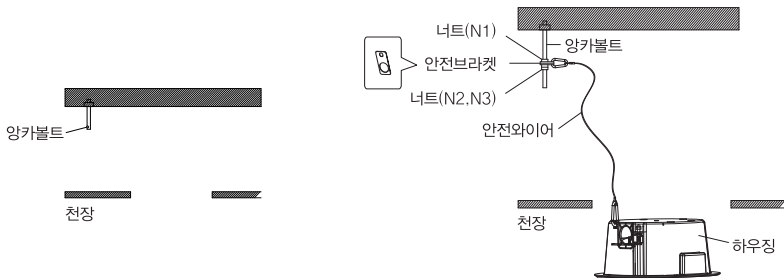 앙카볼트
천장
너트(N1)
앙카볼트
안전브라켓
너트(N2,N3)
안전와이어
천장
하우징